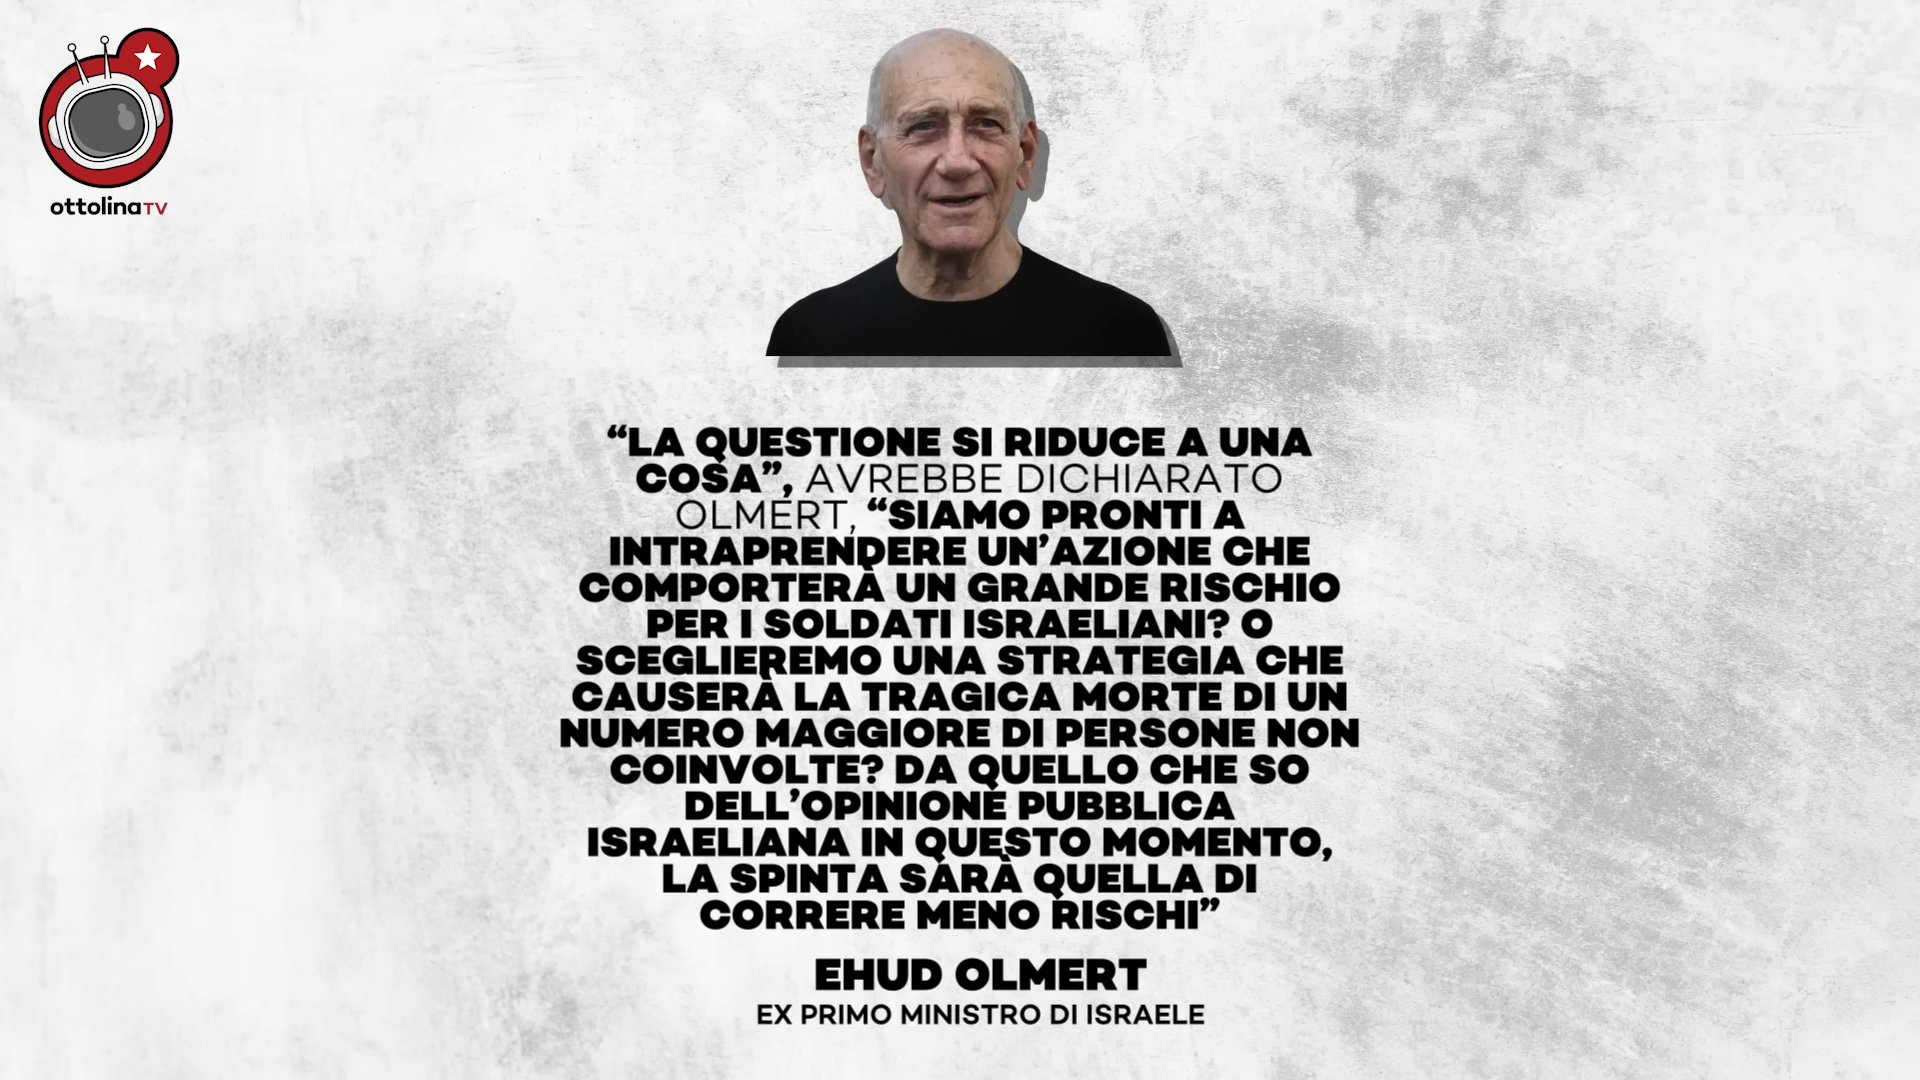 ottolinaTV
“LA QUESTIONE SI RIDUCE A UNA
COSA”, AVREBBE DICHIARATO
OLMERT, “SIAMO PRONTI A
INTRAPRENDERE UN’AZIONE CHE
COMPORTERÀ UN GRANDE RISCHIO
PER I SOLDATI ISRAELIANI? O
SCEGLIEREMO UNA STRATEGIA CHE
CAUSERÀ LA TRAGICA MORTE DI UN
NUMERO MAGGIORE DI PERSONE NON
COINVOLTE? DA QUELLO CHE SO
DELL’OPINIONE PUBBLICA
ISRAELIANA IN QUESTO MOMENTO,
LA SPINTA SARÀ QUELLA DI
CORRERE MENO RISCHI”
EHUD OLMERT
EX PRIMO MINISTRO DI ISRAELE